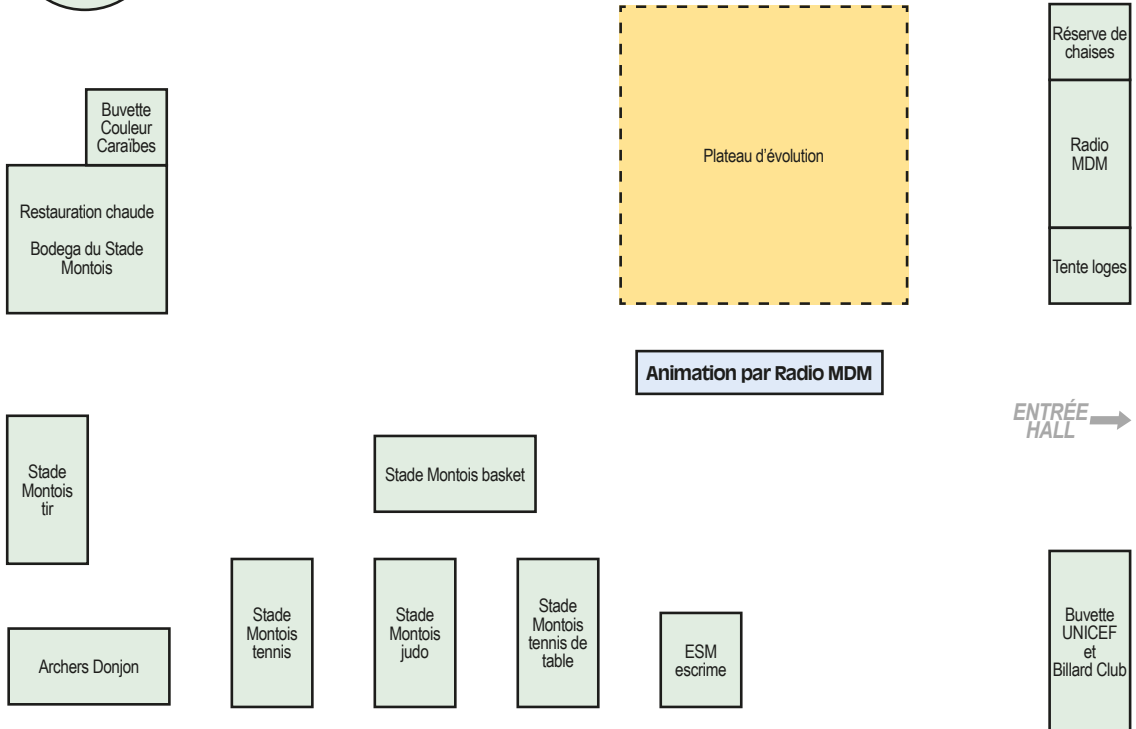 Réserve de
chaises
Buvette
Couleur
Caraïbes
Plateau d'évolution
Radio
MDM
Restauration chaude
Bodega du Stade
Montois
Tente loges
Animation par Radio MDM
ENTRÉE
HALL
Stade
Montois
tir
Stade Montois basket
Archers Donjon
Stade
Montois
tennis
Stade
Montois
judo
Stade
Montois
tennis de
table
ESM
escrime
Buvette
UNICEF
et
Billard Club